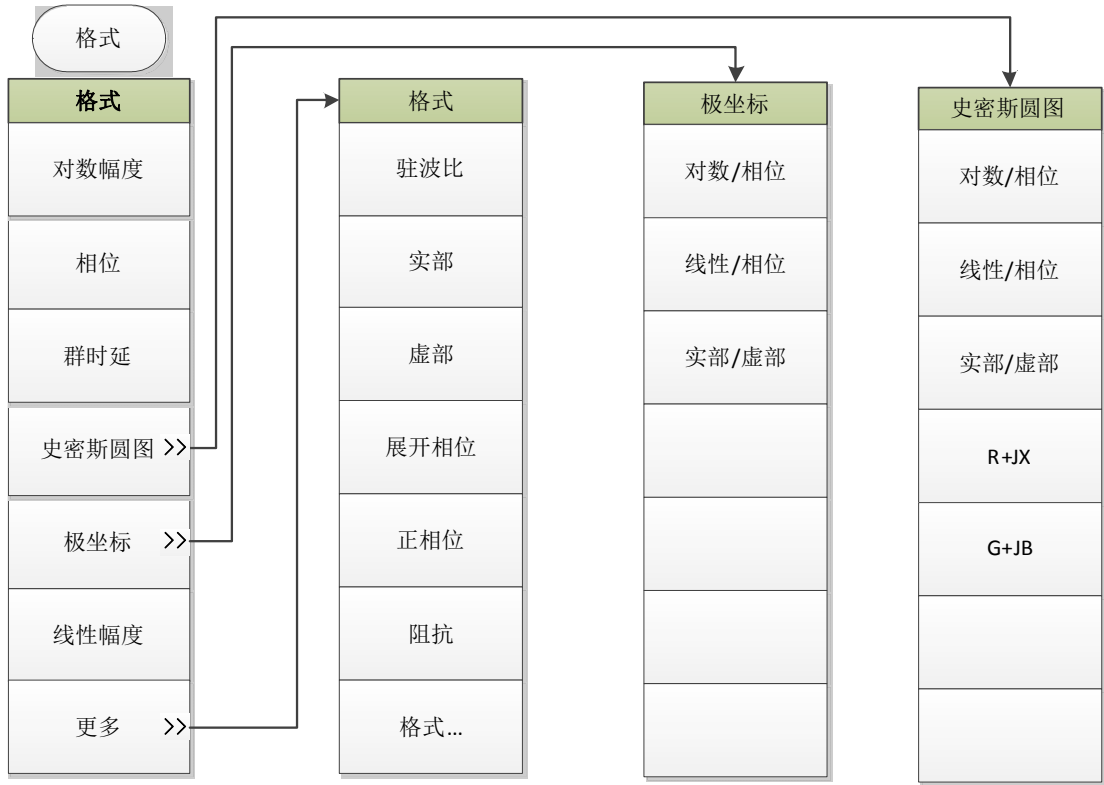 格式
格式
对数幅度
相位
群时延
史密斯圆图 >>
极坐标 >>
线性幅度
更多 >>
格式
驻波比
实部
虚部
展开相位
正相位
阻抗
格式...
极坐标
对数/相位
线性/相位
实部/虚部
史密斯圆图
对数/相位
线性/相位
实部/虚部
R+JX
G+JB